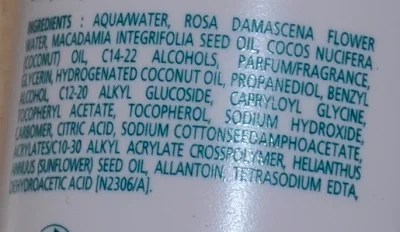 INGREDIENTS : AQUA/WATER, ROSA DAMASCENA FLOWER
WATER, MACADAMIA INTEGRIFOLIA SEED OIL, COCOS NUCIFERA
(COCONUT) OIL, C14-22 ALCOHOLS, PARFUM/FRAGRANCE,
GLYCERIN, HYDROGENATED COCONUT OIL, PROPANEDIOL, BENZYL
ALCOHOL, C12-20 ALKYL GLUCOSIDE, CAPRYLOYL GLYCINE,
TOCOPHERYL ACETATE, TOCOPHEROL, SODIUM HYDROXIDE,
CARBOMER, CITRIC ACID, SODIUM COTTONSEEDAMPHOACETATE,
ACRYLATES/C10-30 ALKYL ACRYLATE CROSSPOLYMER, HELIANTHUS
ANNUUS (SUNFLOWER) SEED OIL, ALLANTOIN, TETRASODIUM EDTA,
DEHYDROACETIC ACID [N2306/A].